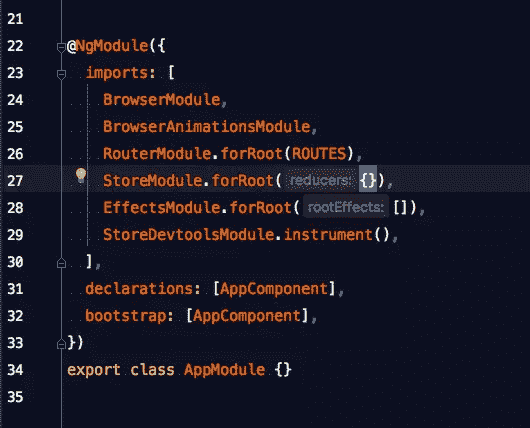 21
22 @NgModule({
23 imports: [
24 BrowserModule,
25 BrowserAnimationsModule,
26 RouterModule.forRoot(ROUTES),
27 StoreModule.forRoot( reducers: {}),
28 EffectsModule.forRoot( rootEffects: []),
29 StoreDevtoolsModule.instrument(),
30 ],
31 declarations: [AppComponent],
32 bootstrap: [AppComponent],
33 })
34 export class AppModule {}
35